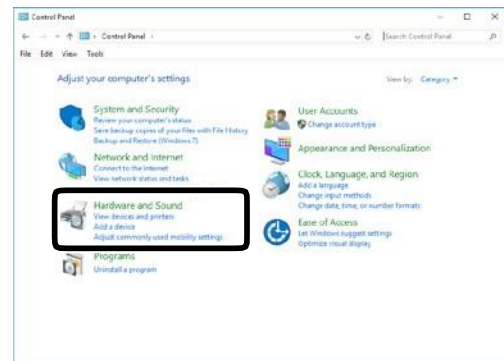 Control Panel
Control Panel
Search Control Panel
File Edit View Tools
Adjust your computer's settings
View by: Category
System and Security
Review your computer's status
Save backup copies of your files with File History
Backup and Restore (Windows 7)
Network and Internet
Connect to the Internet
View network status and tasks
Hardware and Sound
View devices and printers
Add a device
Adjust commonly used mobility settings
Programs
Uninstall a program
User Accounts
Change account type
Appearance and Personalization
Clock, Language, and Region
Add a language
Change input methods
Change date, time, or number formats
Ease of Access
Let Windows suggest settings
Optimize visual display